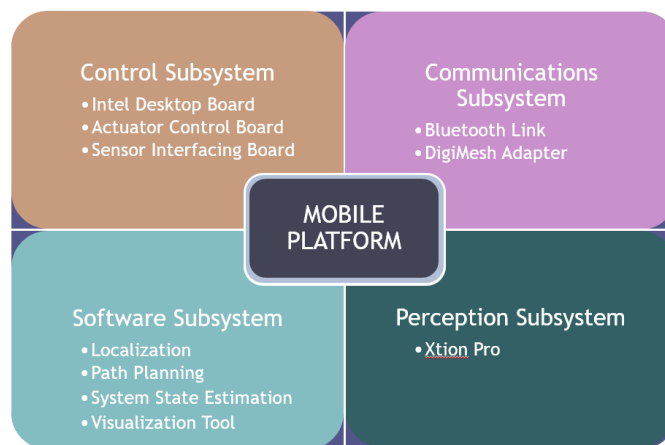 Control Subsystem
•Intel Desktop Board
•Actuator Control Board
•Sensor Interfacing Board
Communications
Subsystem
•Bluetooth Link
•DigiMesh Adapter
MOBILE
PLATFORM
Software Subsystem
•Localization
•Path Planning
•System State Estimation
•Visualization Tool
Perception Subsystem
•Xtion Pro